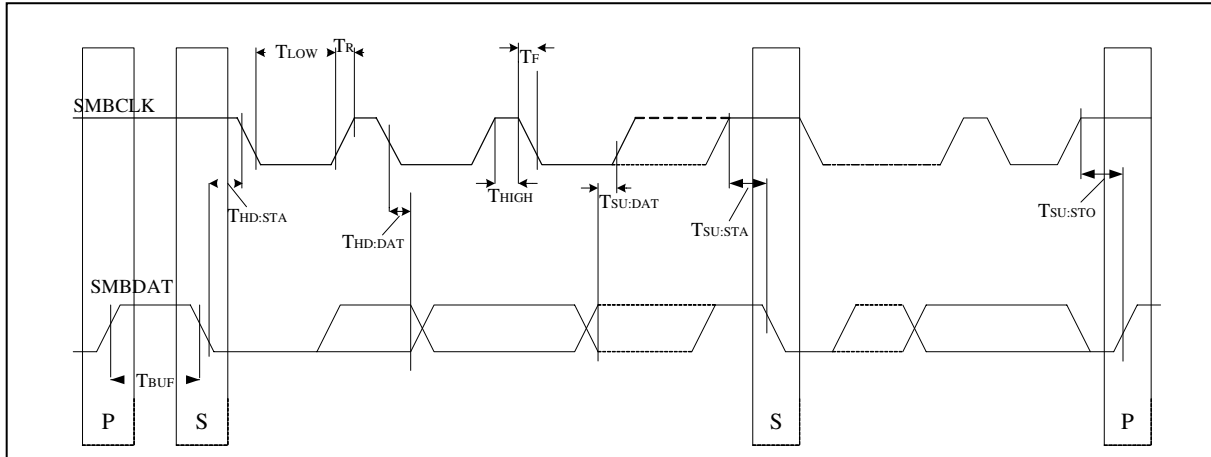 TLOW
TR
TF
SMBCLK
THD:STA
THIGH
TSU:DAT
THD:DAT
TSU:STA
TSU:STO
SMBDAT
TBUF
P
S
S
P